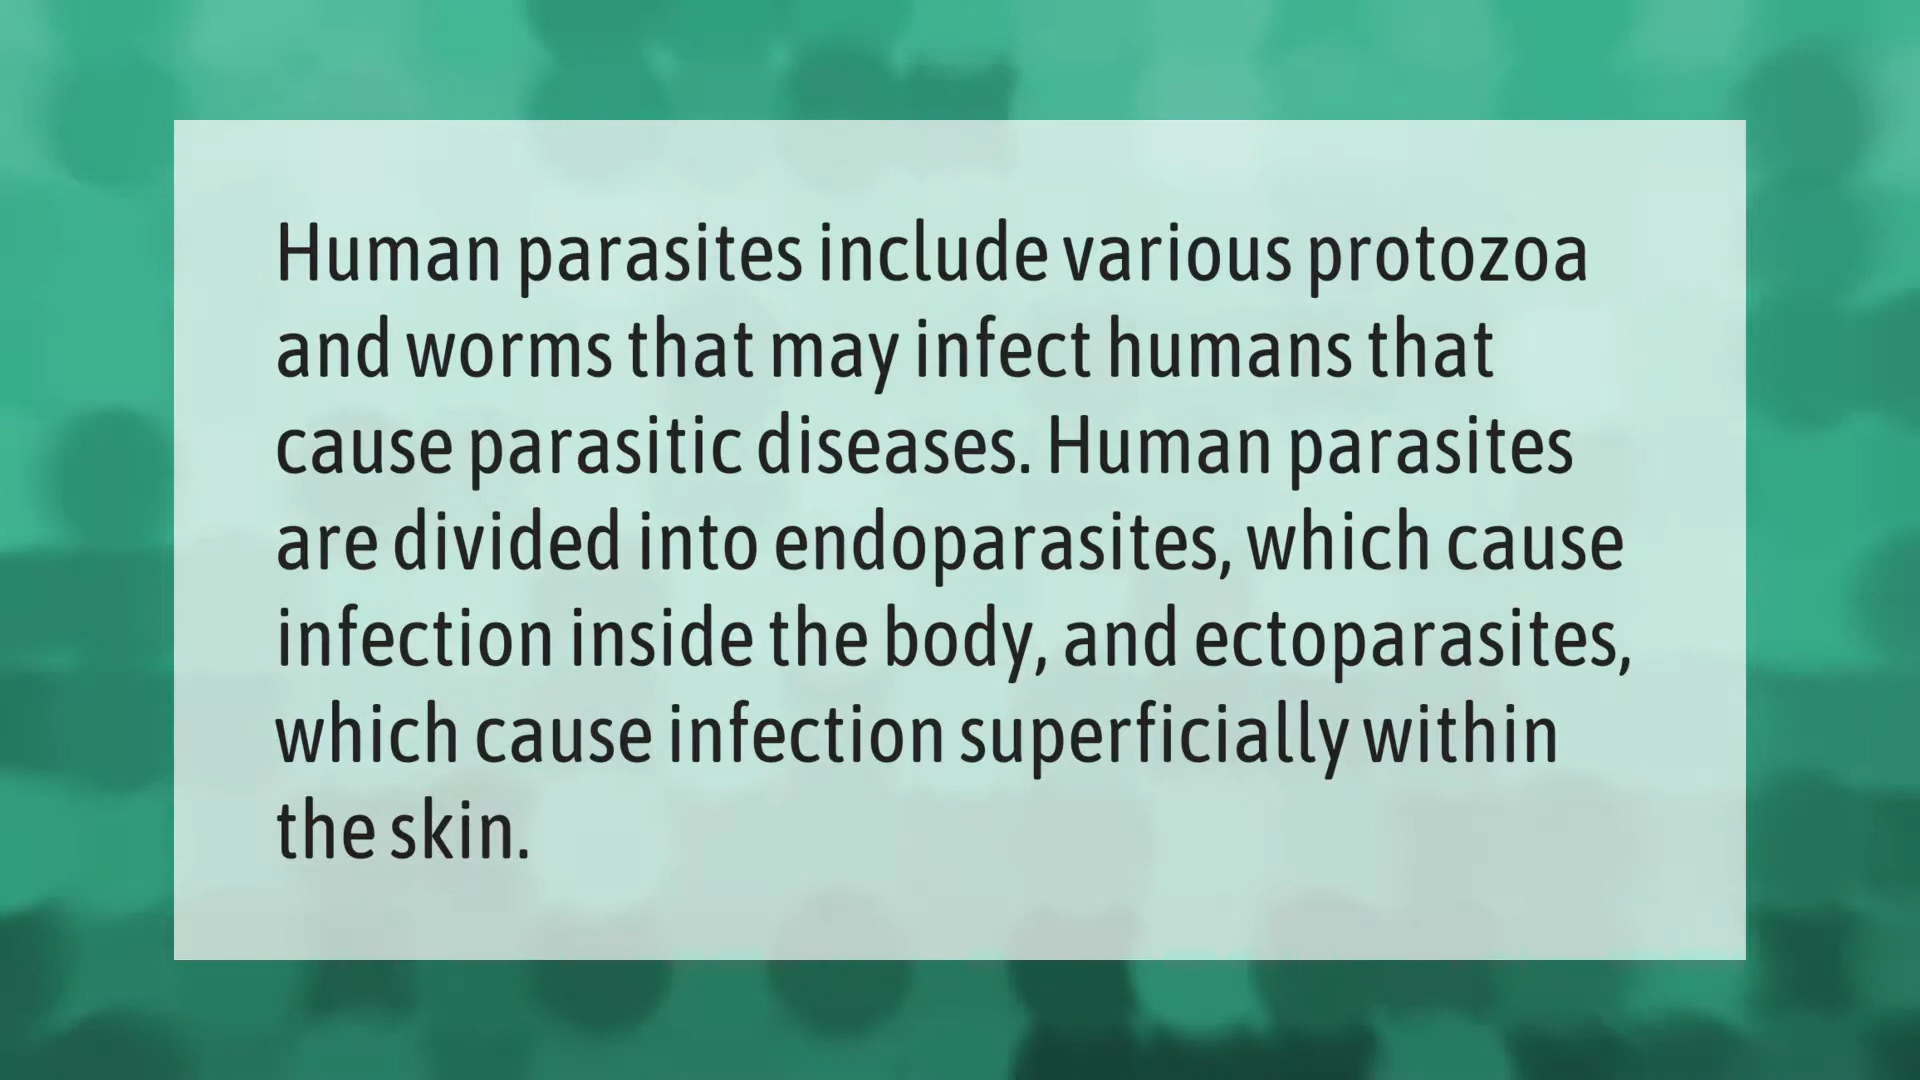 Human parasites include various protozoa
and worms that may infect humans that
cause parasitic diseases. Human parasites
are divided into endoparasites, which cause
infection inside the body, and ectoparasites,
which cause infection superficially within
the skin.